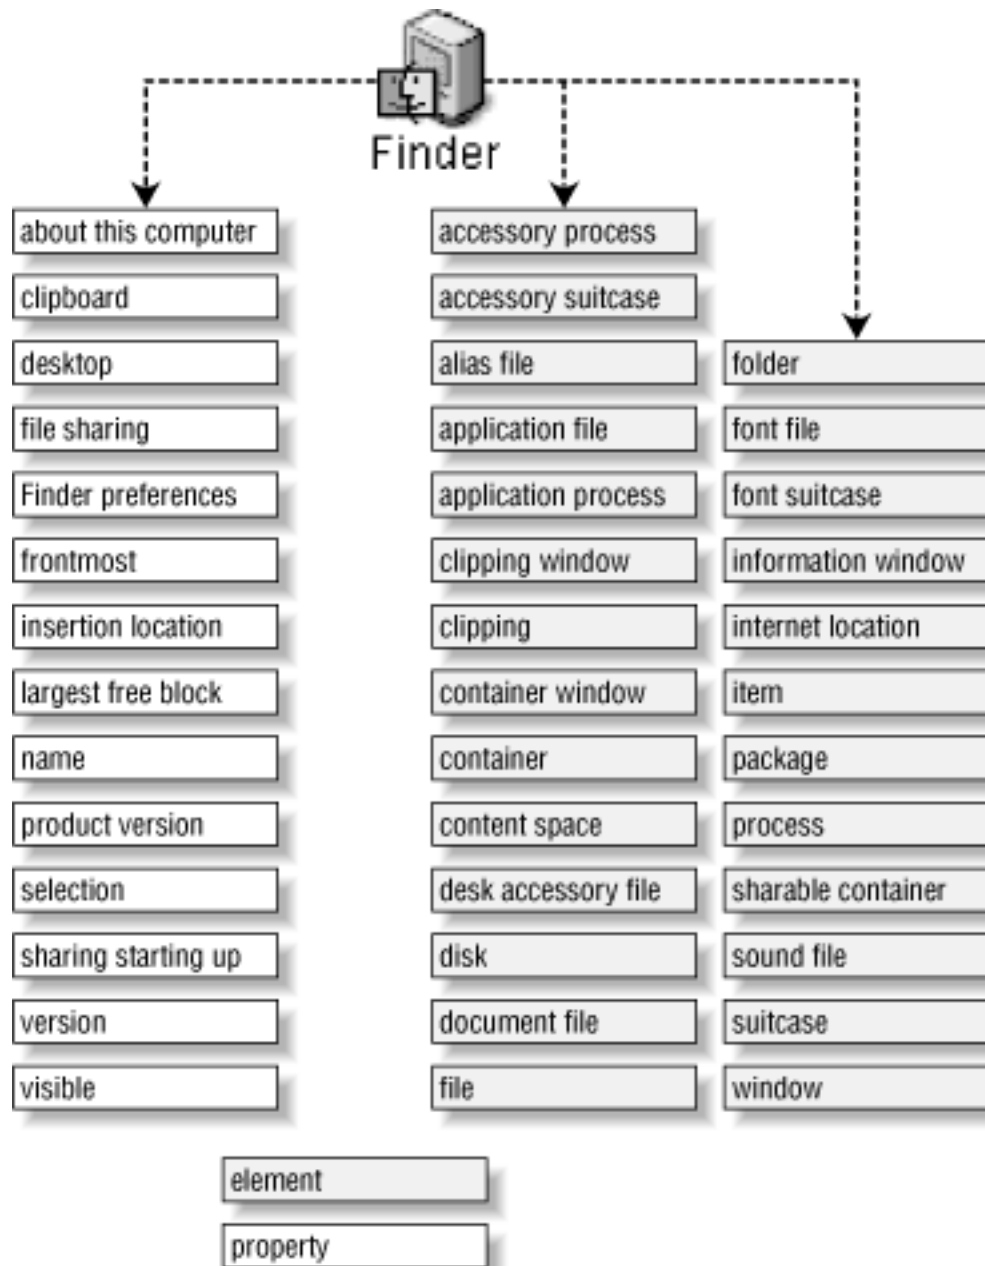 Finder
about this computer
clipboard
desktop
file sharing
Finder preferences
frontmost
insertion location
largest free block
name
product version
selection
sharing starting up
version
visible
accessory process
accessory suitcase
alias file
application file
application process
clipping window
clipping
container window
container
content space
desk accessory file
disk
document file
file
folder
font file
font suitcase
information window
internet location
item
package
process
sharable container
sound file
suitcase
window
element
property